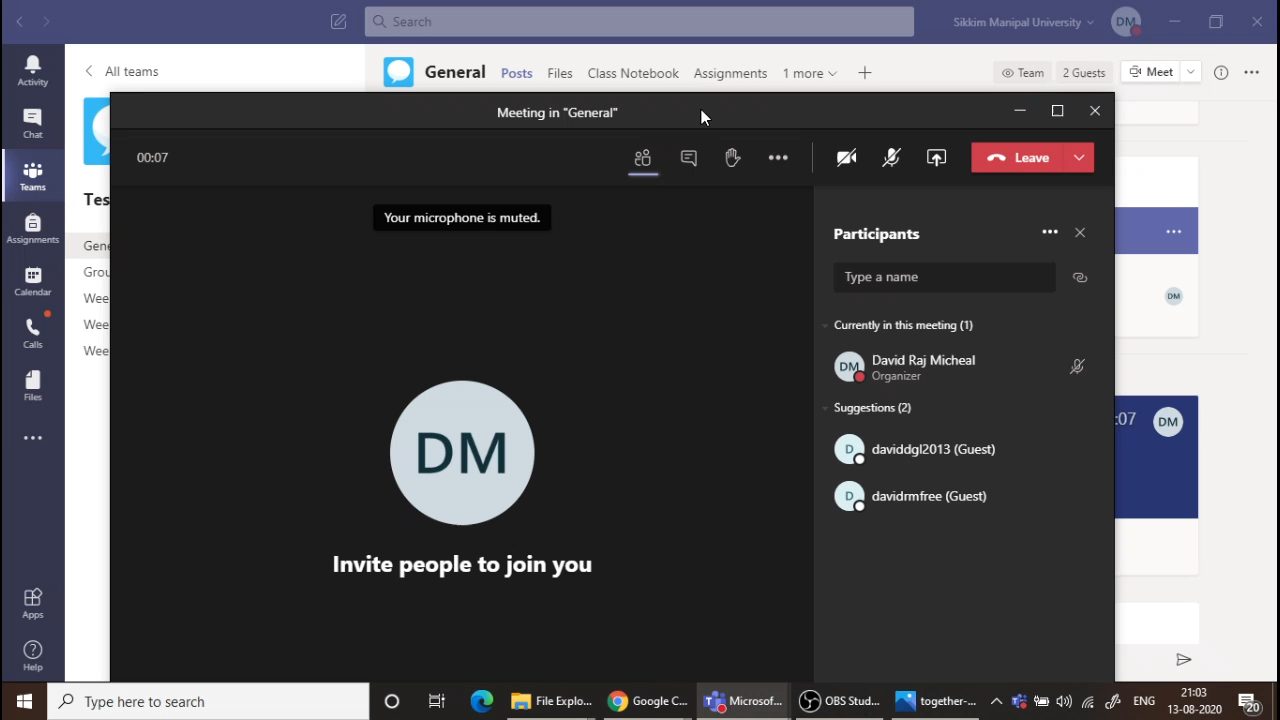 Search
Sikkim Manipal University
DM
Activity
Chat
Teams
Assignments
Calendar
Calls
Files
Apps
Help
All teams
General Posts Files Class Notebook Assignments 1 more
Team 2 Guests Meet
Tes
Gene
Grou
Wee
Wee
Wee
Meeting in "General"
00:07
Leave
Your microphone is muted.
DM
Invite people to join you
Participants
Type a name
Currently in this meeting (1)
DM David Raj Micheal
Organizer
Suggestions (2)
D daviddgl2013 (Guest)
D davidrmfree (Guest)
DM
:07 DM
Type here to search
File Explo...
Google C...
Microsof...
OBS Stud...
together-...
ENG
21:03
13-08-2020
20